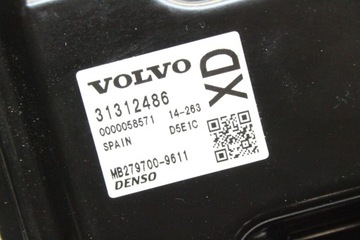 VOLVO
XD
31312486
0000058571 14-263
SPAIN D5E1C
MB279700-9611
DENSO